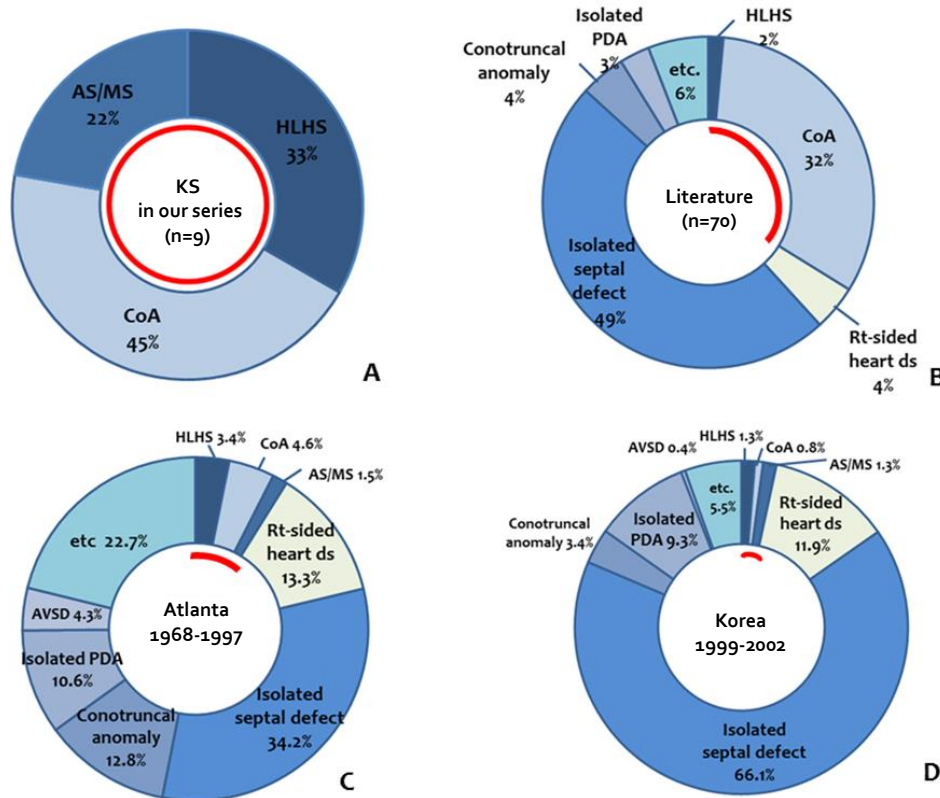 AS/MS
22%
HLHS
33%
KS
in our series
(n=9)
CoA
45%
A
Isolated
PDA
3%
HLHS
2%
Conotruncal
anomaly
4%
etc.
6%
CoA
32%
Literature
(n=70)
Isolated
septal
defect
49%
Rt-sided
heart ds
4%
B
HLHS 3.4%
CoA 4.6%
AS/MS 1.5%
etc 22.7%
Rt-sided
heart ds
13.3%
AVSD 4.3%
Atlanta
1968-1997
Isolated PDA
10.6%
Conotruncal
anomaly
12.8%
Isolated
septal defect
34.2%
C
AVSD 0.4%
HLHS 1.3%
CoA 0.8%
AS/MS 1.3%
etc.
5.5%
Rt-sided
heart ds
11.9%
Conotruncal
anomaly 3.4%
Isolated
PDA 9.3%
Korea
1999-2002
Isolated
septal defect
66.1%
D